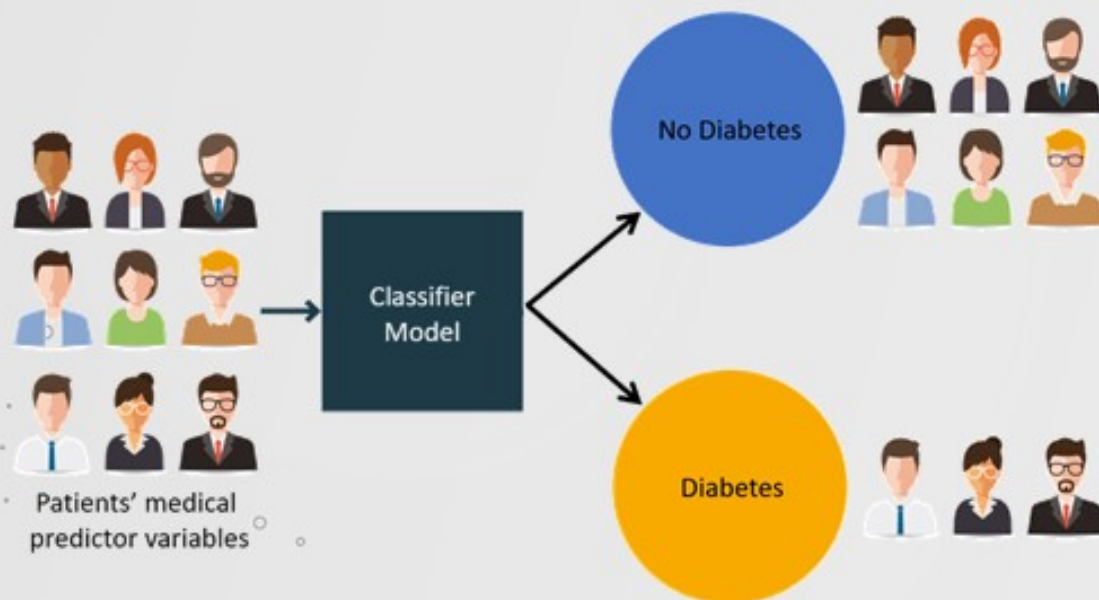 No Diabetes
Classifier
Model
Diabetes
Patients’ medical
predictor variables